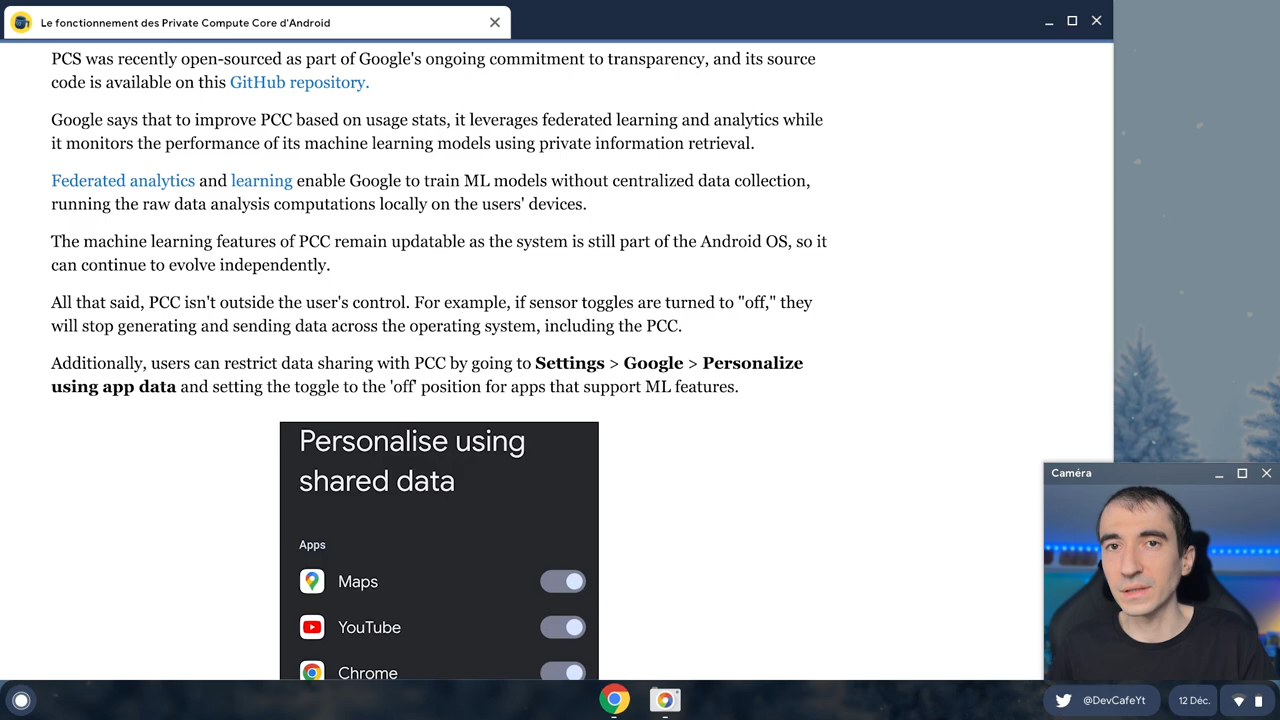 Le fonctionnement des Private Compute Core d'Android
PCS was recently open-sourced as part of Google's ongoing commitment to transparency, and its source
code is available on this GitHub repository.
Google says that to improve PCC based on usage stats, it leverages federated learning and analytics while
it monitors the performance of its machine learning models using private information retrieval.
Federated analytics and learning enable Google to train ML models without centralized data collection,
running the raw data analysis computations locally on the users' devices.
The machine learning features of PCC remain updatable as the system is still part of the Android OS, so it
can continue to evolve independently.
All that said, PCC isn't outside the user's control. For example, if sensor toggles are turned to "off," they
will stop generating and sending data across the operating system, including the PCC.
Additionally, users can restrict data sharing with PCC by going to Settings > Google > Personalize
using app data and setting the toggle to the 'off' position for apps that support ML features.
Personalise using
shared data
Apps
Maps
YouTube
Chrome
Caméra
@DevCafeYt
12 Déc.